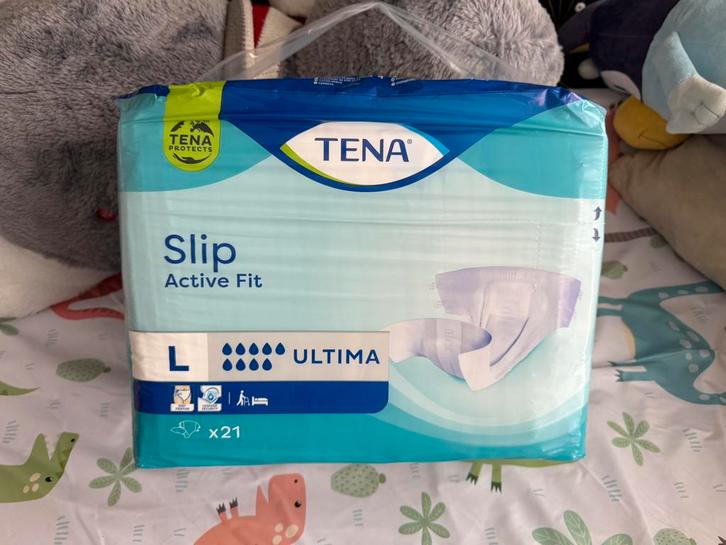 TENA
PROTECTS
TENA®
Slip
Active Fit
L
ULTIMA
x21